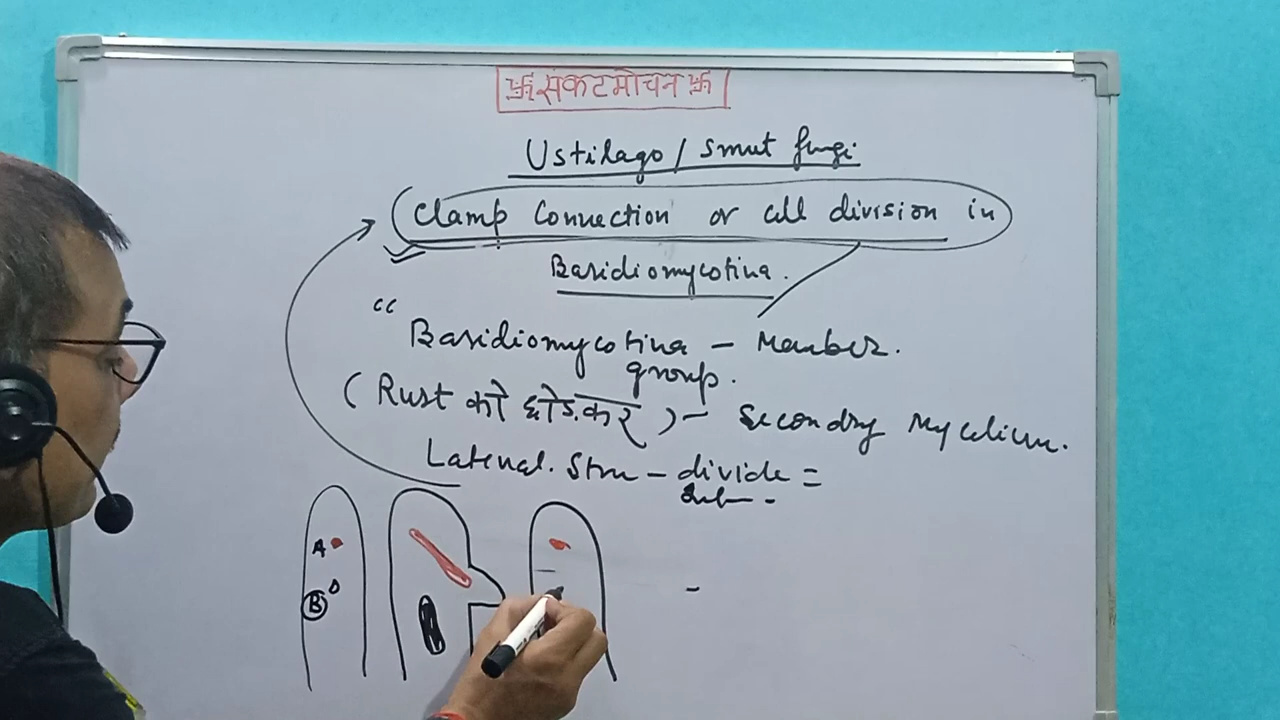 卐 संकटमोचन 卐
Ustilago / Smut fungi
(Clamp Connection or cell division in
Basidiomycotina.
“ Basidiomycotina - Member.
group.
( Rust को छोडकर ) - Secondry Mycelium.
Lateral. Stru - divide =
A
B